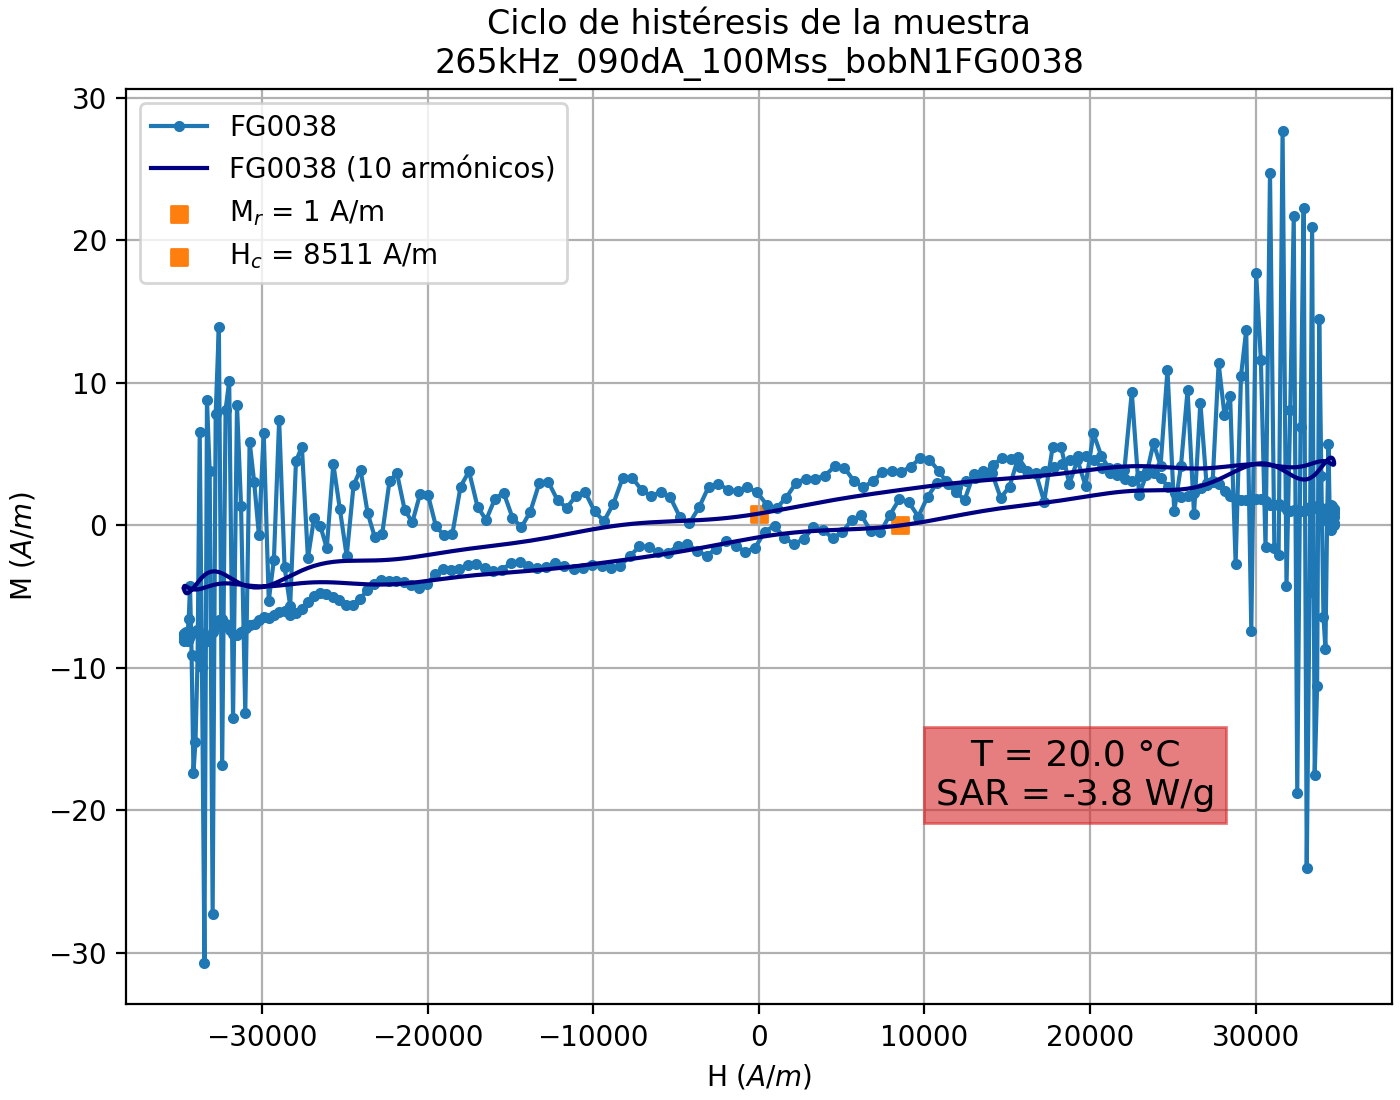 Ciclo de histéresis de la muestra
265kHz_090dA_100Mss_bobN1FG0038
FG0038
FG0038 (10 armónicos)
M_r = 1 A/m
H_c = 8511 A/m
30
20
10
0
−10
−20
−30
M (A/m)
T = 20.0 °C
SAR = -3.8 W/g
−30000 −20000 −10000 0 10000 20000 30000
H (A/m)